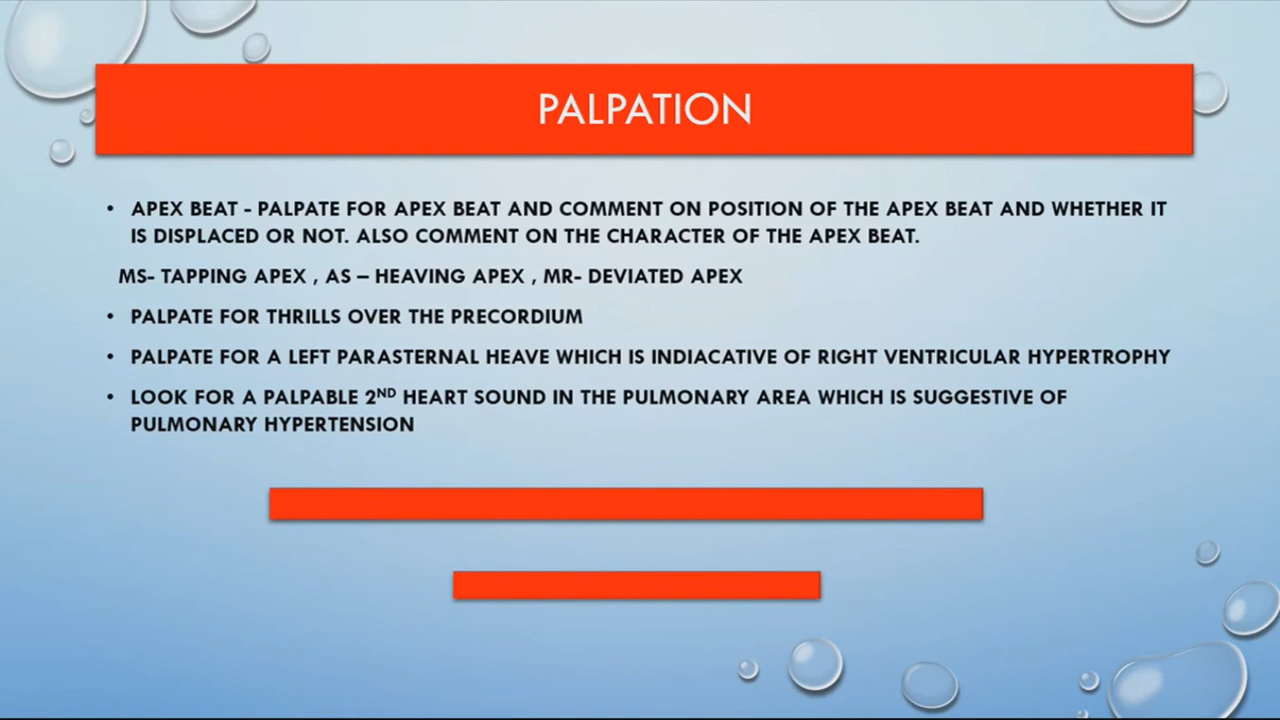 PALPATION
• APEX BEAT - PALPATE FOR APEX BEAT AND COMMENT ON POSITION OF THE APEX BEAT AND WHETHER IT
IS DISPLACED OR NOT. ALSO COMMENT ON THE CHARACTER OF THE APEX BEAT.
MS- TAPPING APEX , AS – HEAVING APEX , MR- DEVIATED APEX
• PALPATE FOR THRILLS OVER THE PRECORDIUM
• PALPATE FOR A LEFT PARASTERNAL HEAVE WHICH IS INDIACATIVE OF RIGHT VENTRICULAR HYPERTROPHY
• LOOK FOR A PALPABLE 2ND HEART SOUND IN THE PULMONARY AREA WHICH IS SUGGESTIVE OF
PULMONARY HYPERTENSION